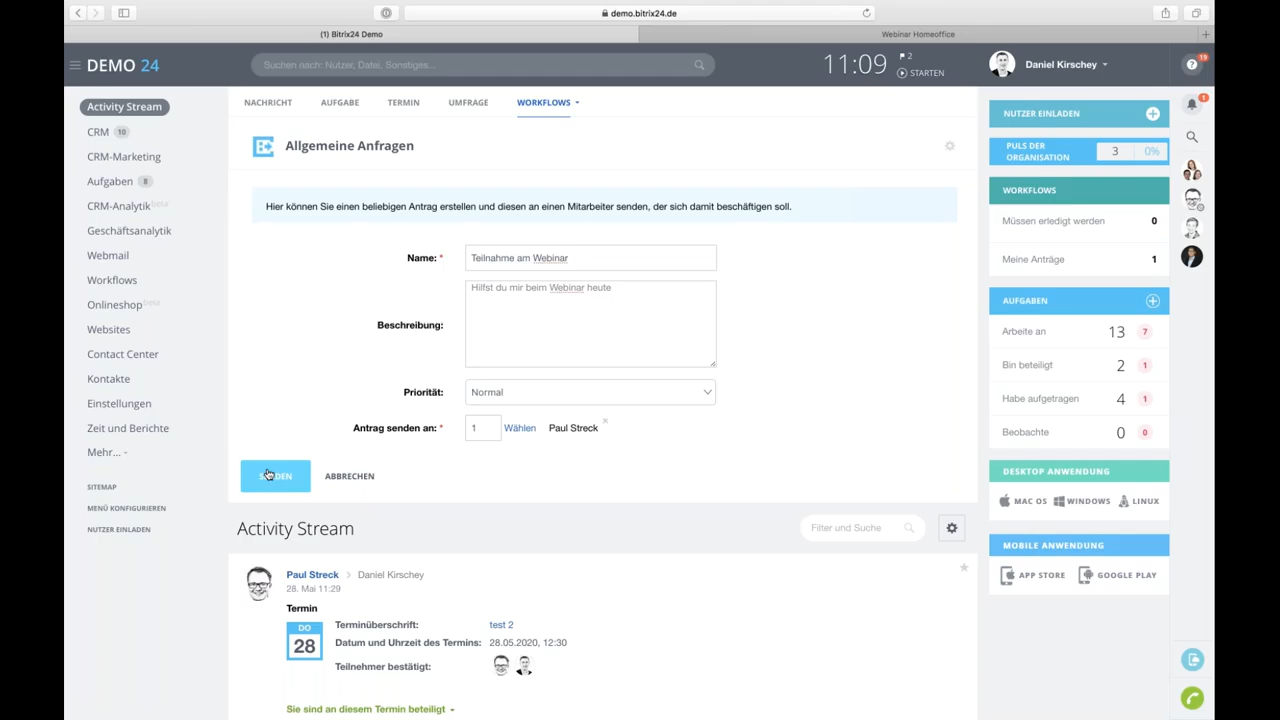 demo.bitrix24.de
(1) Bitrix24 Demo
Webinar Homeoffice
DEMO 24
Suchen nach: Nutzer, Datei, Sonstiges...
11:09
2
STARTEN
Daniel Kirschey
15
Activity Stream
CRM 10
CRM-Marketing
Aufgaben 8
CRM-Analytik beta
Geschäftsanalytik
Webmail
Workflows
Onlineshop beta
Websites
Contact Center
Kontakte
Einstellungen
Zeit und Berichte
Mehr...
SITEMAP
MENÜ KONFIGURIEREN
NUTZER EINLADEN
NACHRICHT AUFGABE TERMIN UMFRAGE WORKFLOWS
Allgemeine Anfragen
Hier können Sie einen beliebigen Antrag erstellen und diesen an einen Mitarbeiter senden, der sich damit beschäftigen soll.
Name: * Teilnahme am Webinar
Beschreibung: Hilfst du mir beim Webinar heute
Priorität: Normal
Antrag senden an: * 1 Wählen Paul Streck
SENDEN ABBRECHEN
Activity Stream
Filter und Suche
Paul Streck > Daniel Kirschey
28. Mai 11:29
Termin
DO
28
Terminüberschrift: test 2
Datum und Uhrzeit des Termins: 28.05.2020, 12:30
Teilnehmer bestätigt:
Sie sind an diesem Termin beteiligt
NUTZER EINLADEN
PULS DER
ORGANISATION
3 0%
WORKFLOWS
Müssen erledigt werden 0
Meine Anträge 1
AUFGABEN
Arbeite an 13 7
Bin beteiligt 2 1
Habe aufgetragen 4 1
Beobachte 0 0
DESKTOP ANWENDUNG
MAC OS WINDOWS LINUX
MOBILE ANWENDUNG
APP STORE GOOGLE PLAY
1